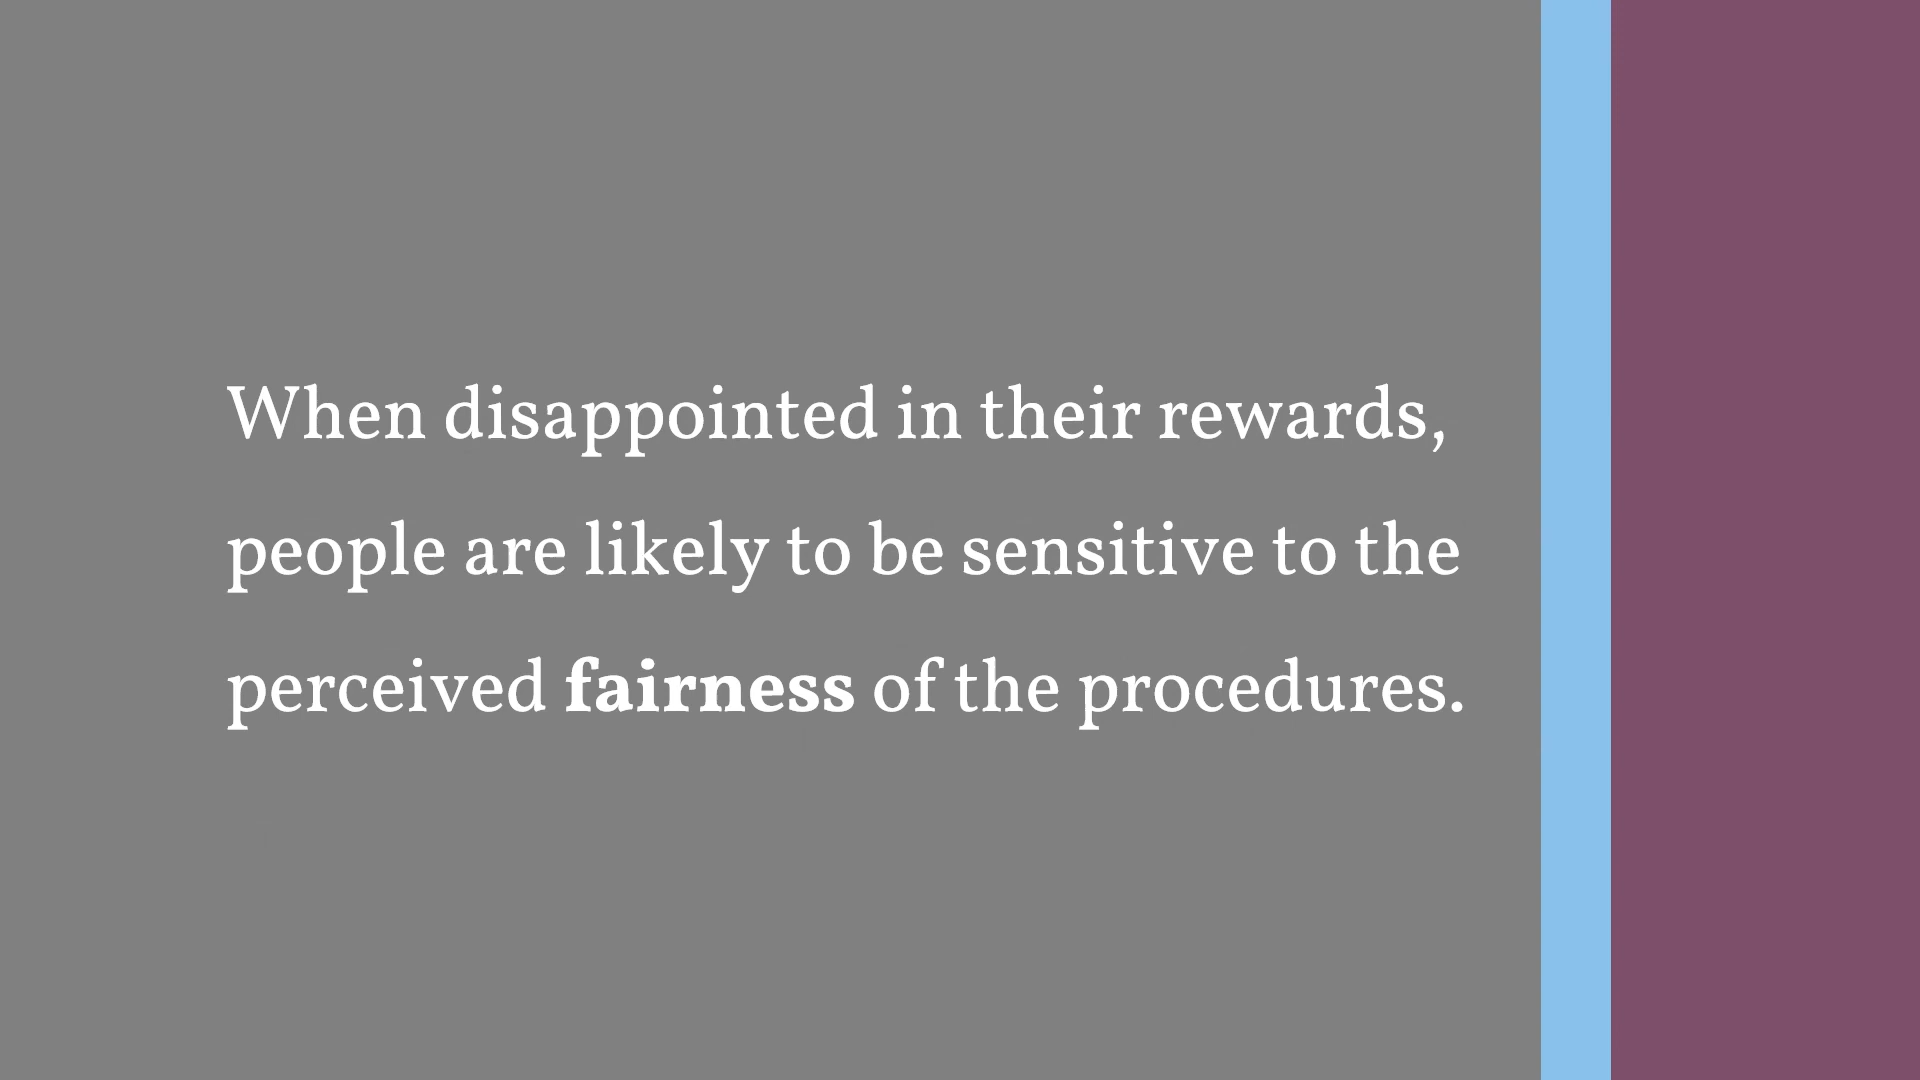 When disappointed in their rewards,
people are likely to be sensitive to the
perceived fairness of the procedures.